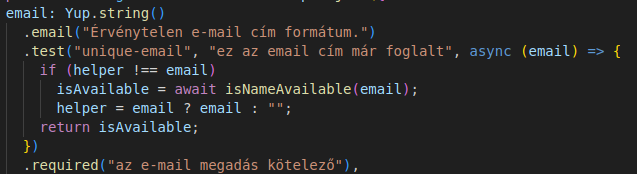 email: Yup.string()
.email("Érvénytelen e-mail cím formátum.")
.test("unique-email", "ez az email cím már foglalt", async (email) => {
if (helper !== email)
isAvailable = await isNameAvailable(email);
helper = email ? email : "";
return isAvailable;
})
.required("az e-mail megadás kötelező"),